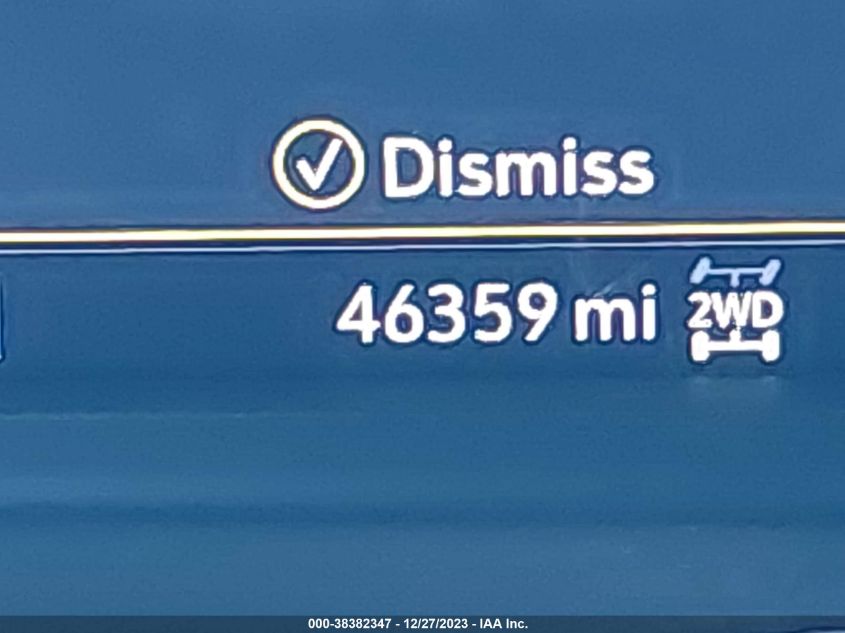 Dismiss
46359 mi 2WD
000-38382347 - 12/27/2023 - IAA Inc.